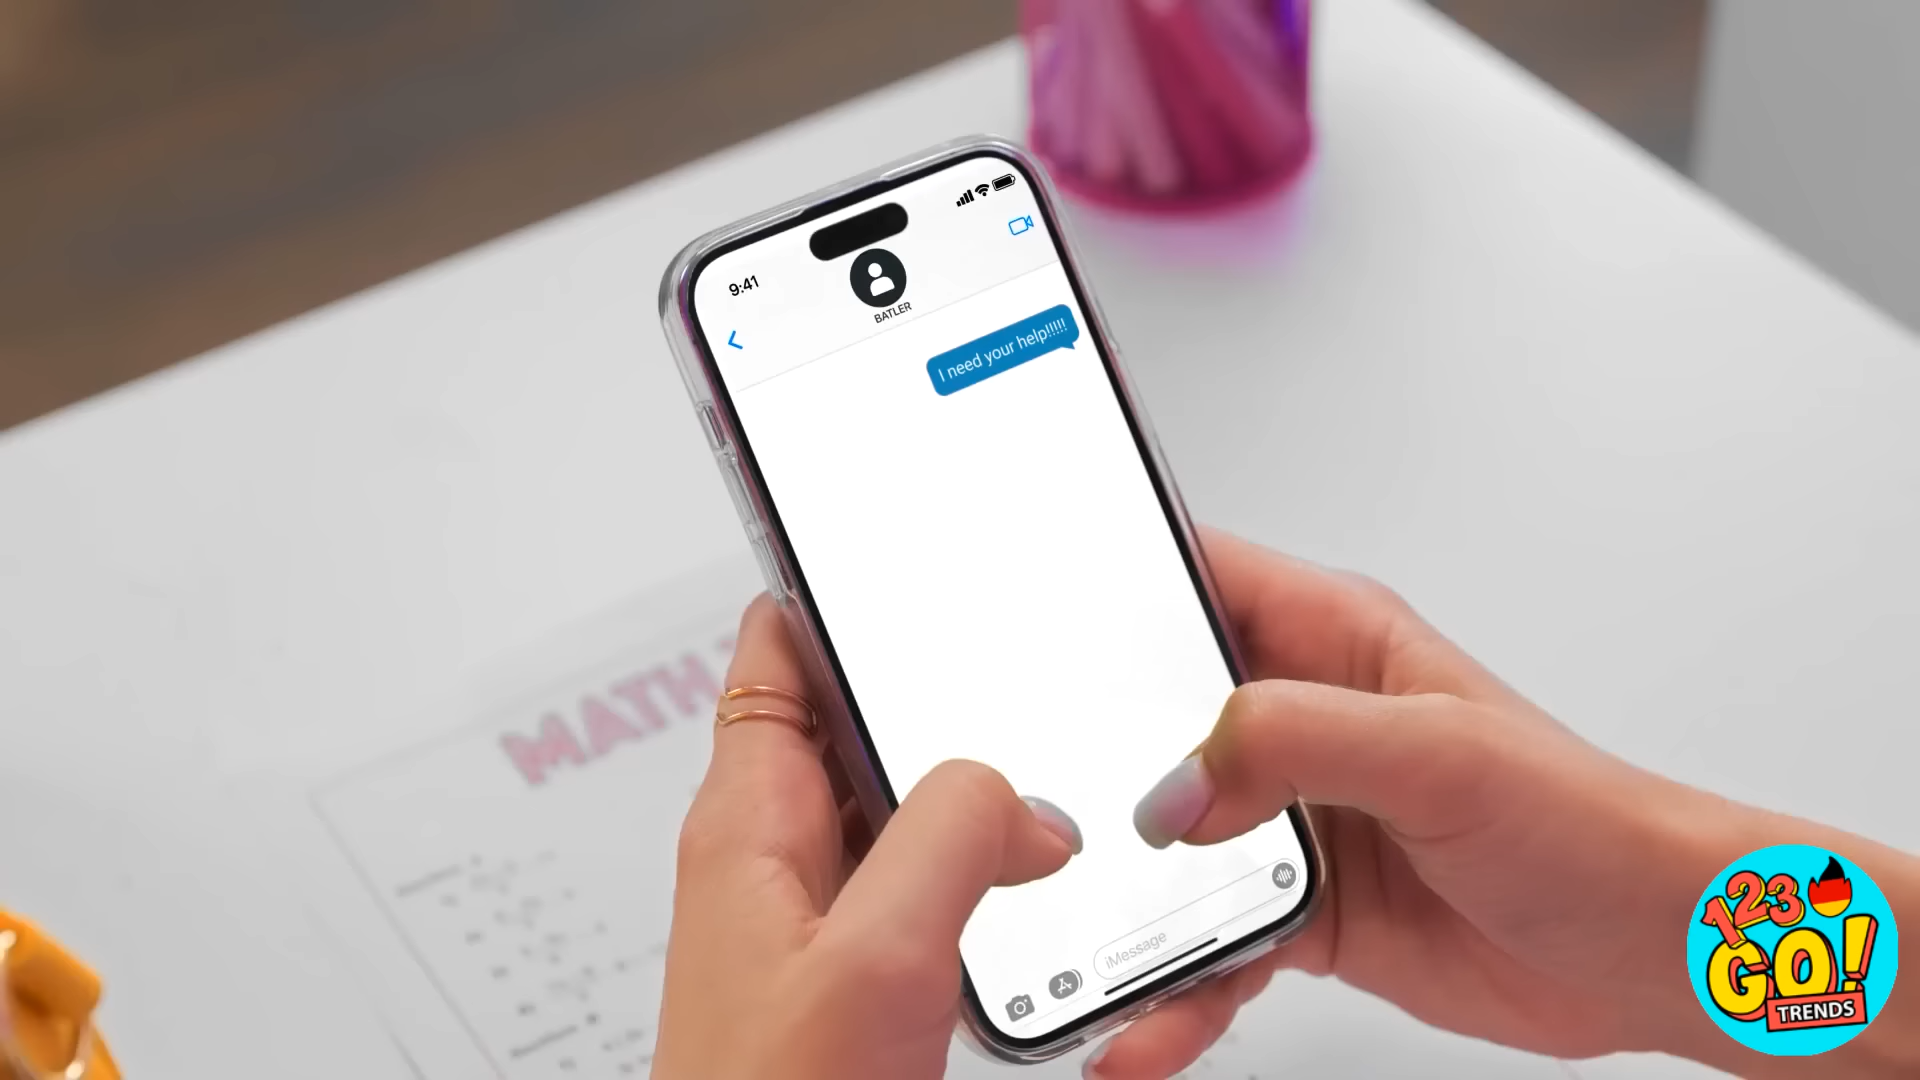 9:41
BATLER
I need your help!!!!!
iMessage
MATH
123
GO!
TRENDS